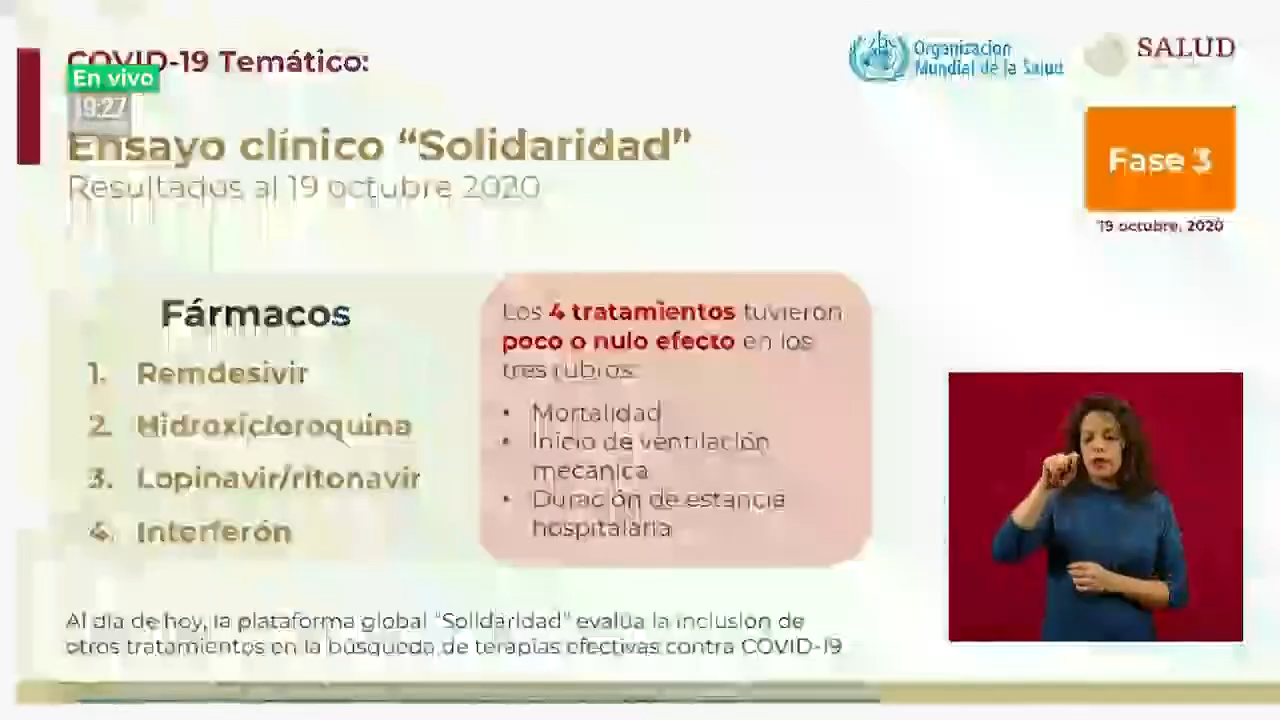 COVID-19 Temático:
En vivo
19:27
Ensayo clínico “Solidaridad”
Resultados al 19 octubre 2020
Organización
Mundial de la Salud
SALUD
Fase 3
19 octubre, 2020
Fármacos
1. Remdesivir
2. Hidroxicloroquina
3. Lopinavir/ritonavir
4. Interferón
Los 4 tratamientos tuvieron
poco o nulo efecto en los
tres rubros:
• Mortalidad
• Inicio de ventilación
mecánica
• Duración de estancia
hospitalaria
Al día de hoy, la plataforma global “Solidaridad” evalúa la inclusión de
otros tratamientos en la búsqueda de terapias efectivas contra COVID-19